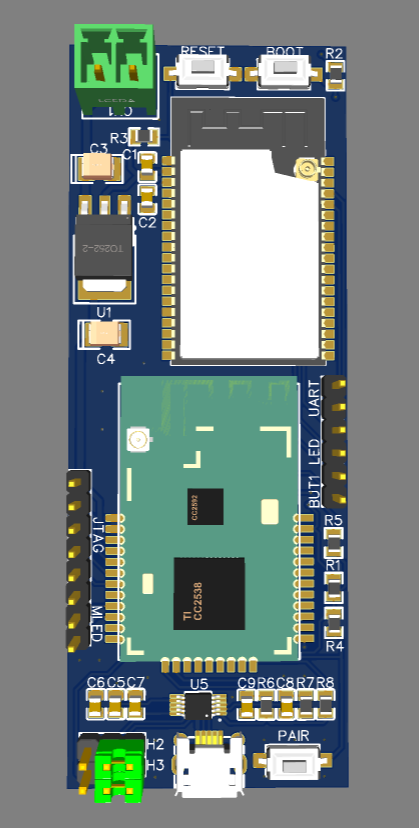 RESET
BOOT
R2
CN1
R3
C3
C1
C2
TO252-2
U1
C4
UART
LED
BUT1
CC2592
TI
CC2538
JTAG
MLED
R5
R1
R4
C6 C5 C7
U5
C9 R6 C8 R7 R8
H2
H3
PAIR